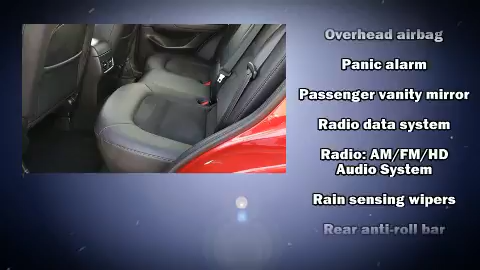 Overhead airbag
Panic alarm
Passenger vanity mirror
Radio data system
Radio: AM/FM/HD
Audio System
Rain sensing wipers
Rear anti-roll bar